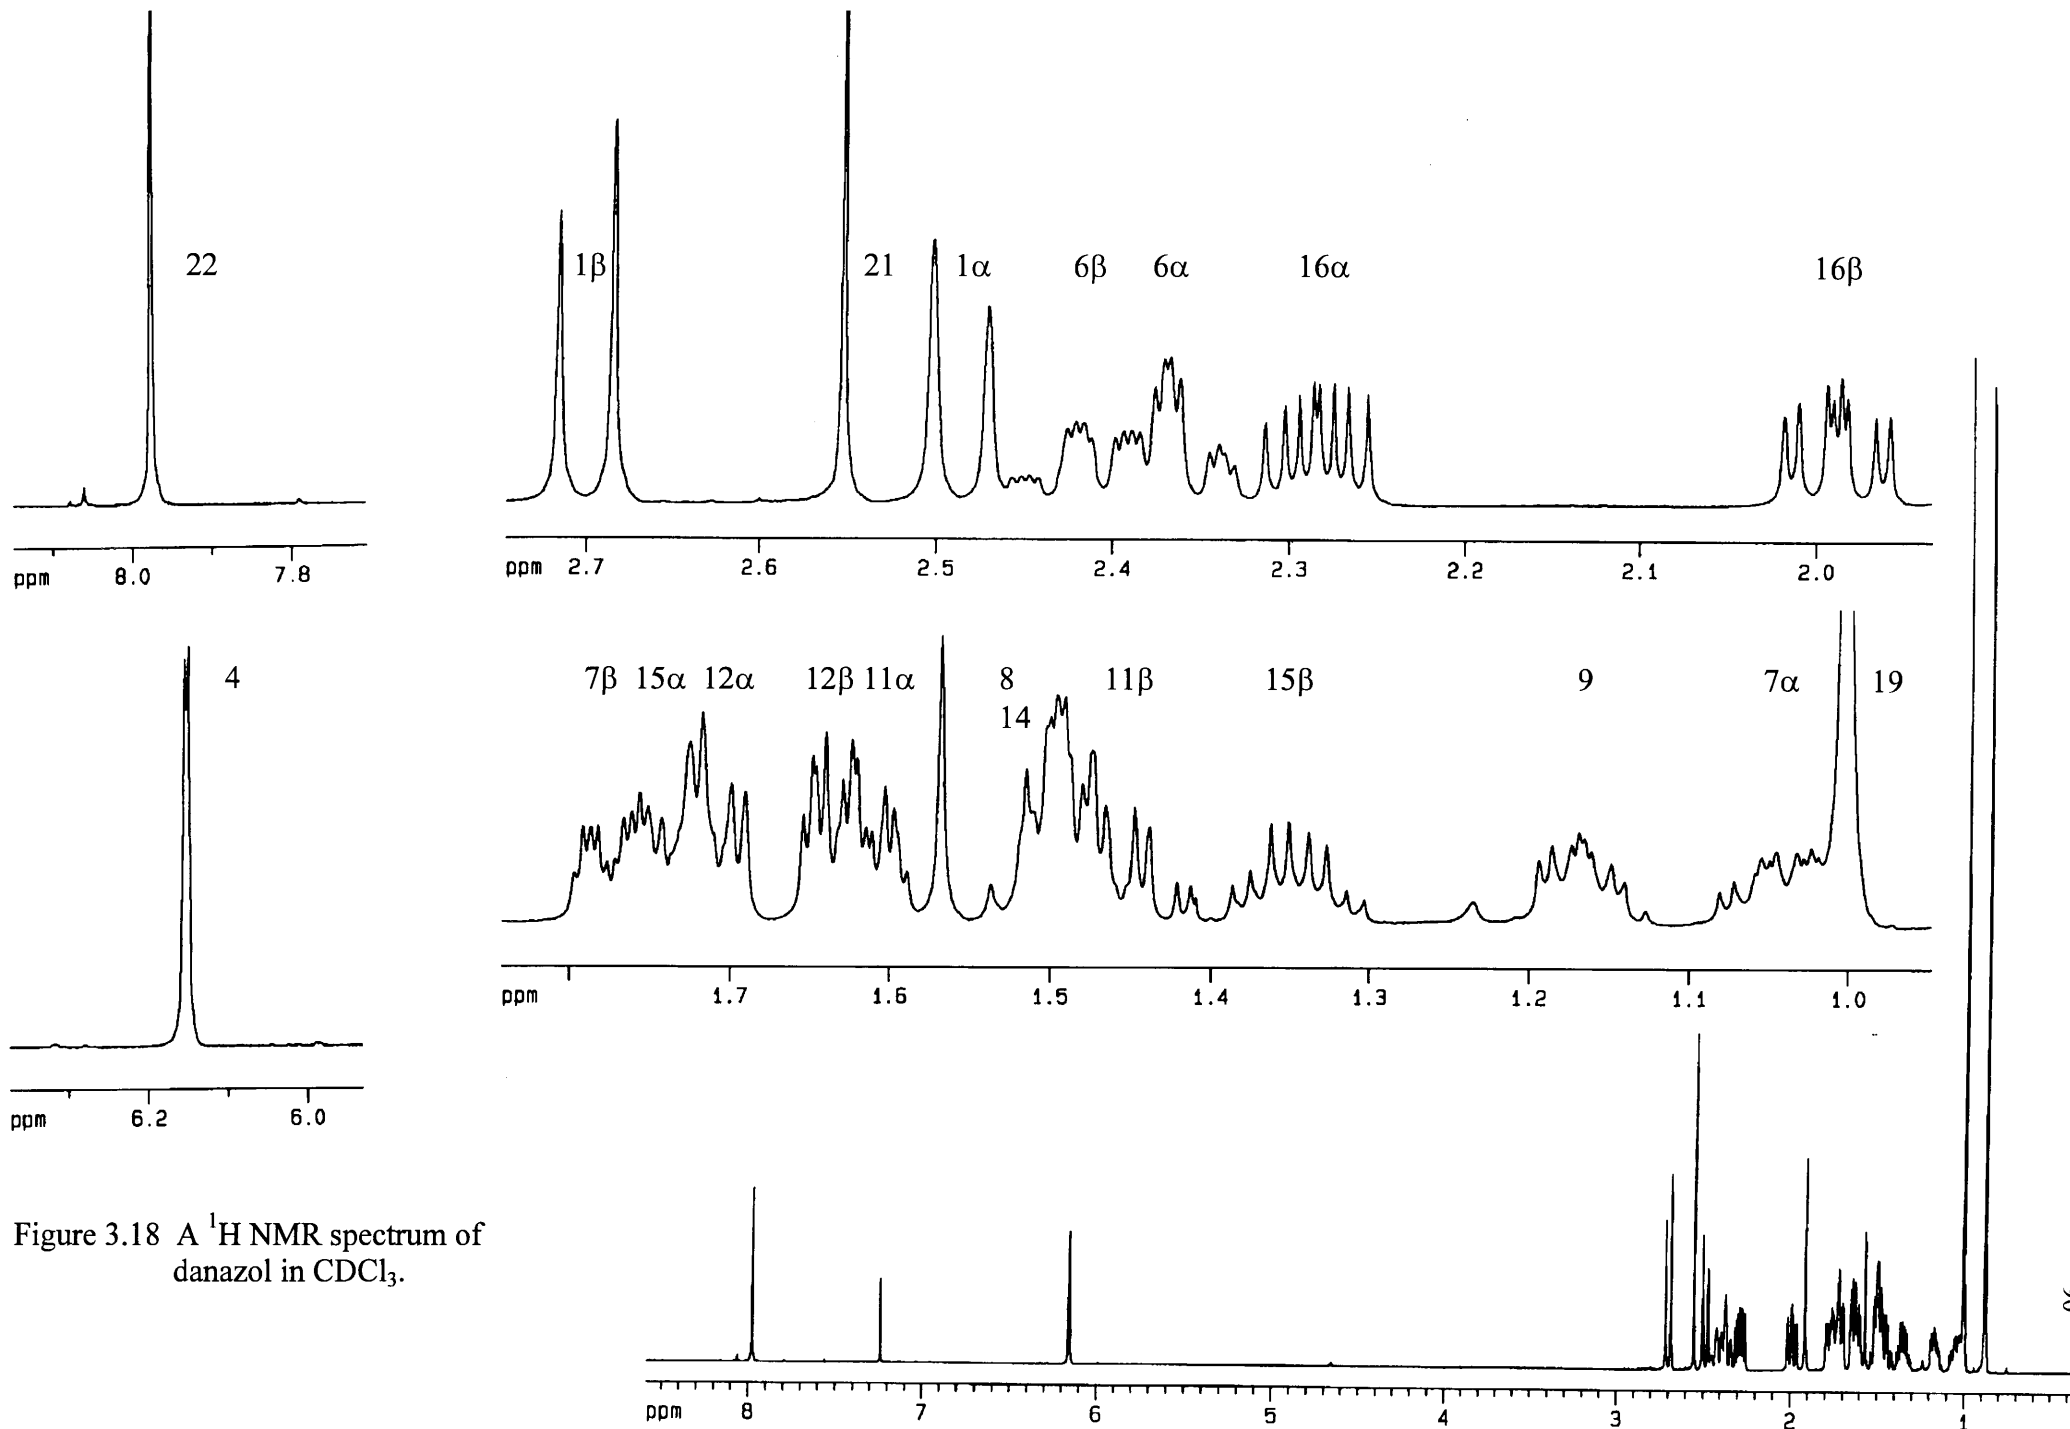 22
1β
21
1α
6β
6α
16α
16β
ppm 8.0 7.8
ppm 2.7 2.6 2.5 2.4 2.3 2.2 2.1 2.0
4
7β 15α 12α 12β 11α 8 11β 15β 9 7α 19
14
ppm 1.7 1.6 1.5 1.4 1.3 1.2 1.1 1.0
ppm 6.2 6.0
Figure 3.18 A ¹H NMR spectrum of
danazol in CDCl₃.
ppm 8 7 6 5 4 3 2 1